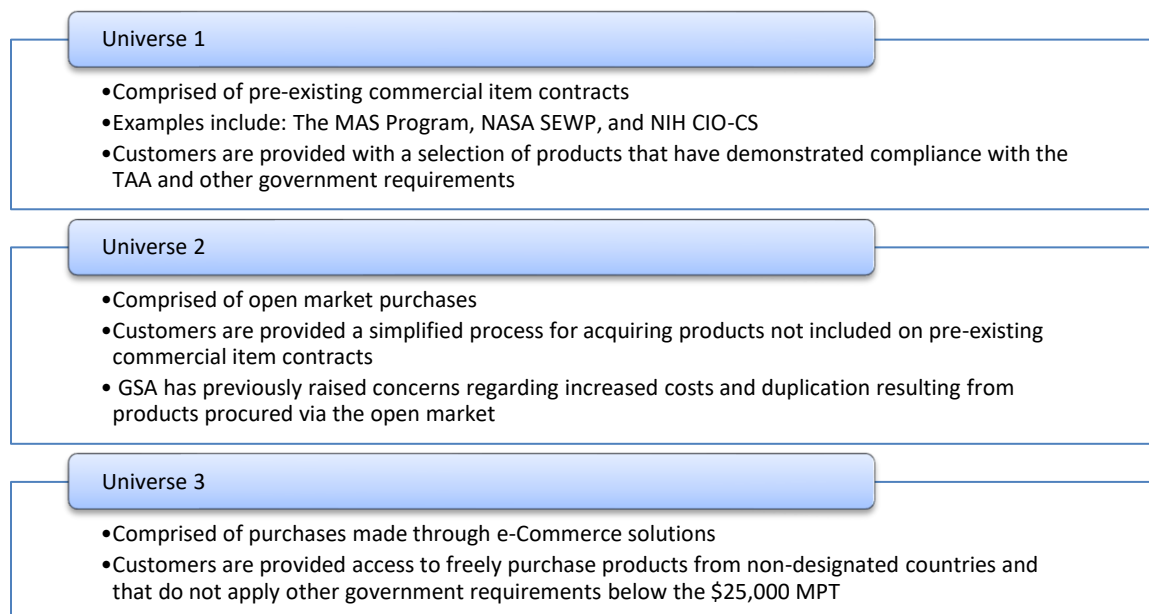 Universe 1
•Comprised of pre-existing commercial item contracts
•Examples include: The MAS Program, NASA SEWP, and NIH CIO-CS
•Customers are provided with a selection of products that have demonstrated compliance with the
TAA and other government requirements
Universe 2
•Comprised of open market purchases
•Customers are provided a simplified process for acquiring products not included on pre-existing
commercial item contracts
• GSA has previously raised concerns regarding increased costs and duplication resulting from
products procured via the open market
Universe 3
•Comprised of purchases made through e-Commerce solutions
•Customers are provided access to freely purchase products from non-designated countries and
that do not apply other government requirements below the $25,000 MPT